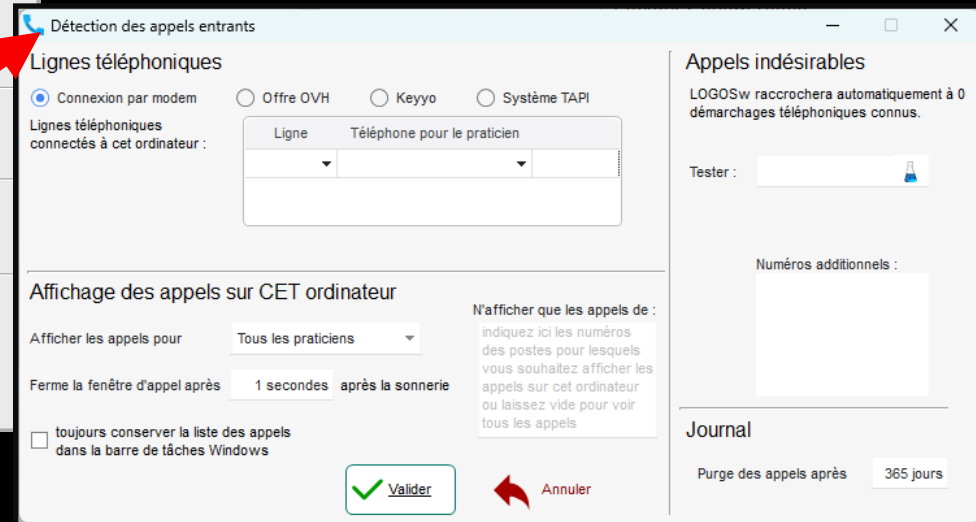 Détection des appels entrants
Lignes téléphoniques
Connexion par modem
Offre OVH
Keyyo
Système TAPI
Lignes téléphoniques
connectés à cet ordinateur :
Ligne
Téléphone pour le praticien
Affichage des appels sur CET ordinateur
Afficher les appels pour
Tous les praticiens
Ferme la fenêtre d'appel après
1 secondes
après la sonnerie
toujours conserver la liste des appels
dans la barre de tâches Windows
N'afficher que les appels de :
indiquez ici les numéros
des postes pour lesquels
vous souhaitez afficher les
appels sur cet ordinateur
ou laissez vide pour voir
tous les appels
Valider
Annuler
Appels indésirables
LOGOSw raccrochera automatiquement à 0
démarchages téléphoniques connus.
Tester :
Numéros additionnels :
Journal
Purge des appels après
365 jours